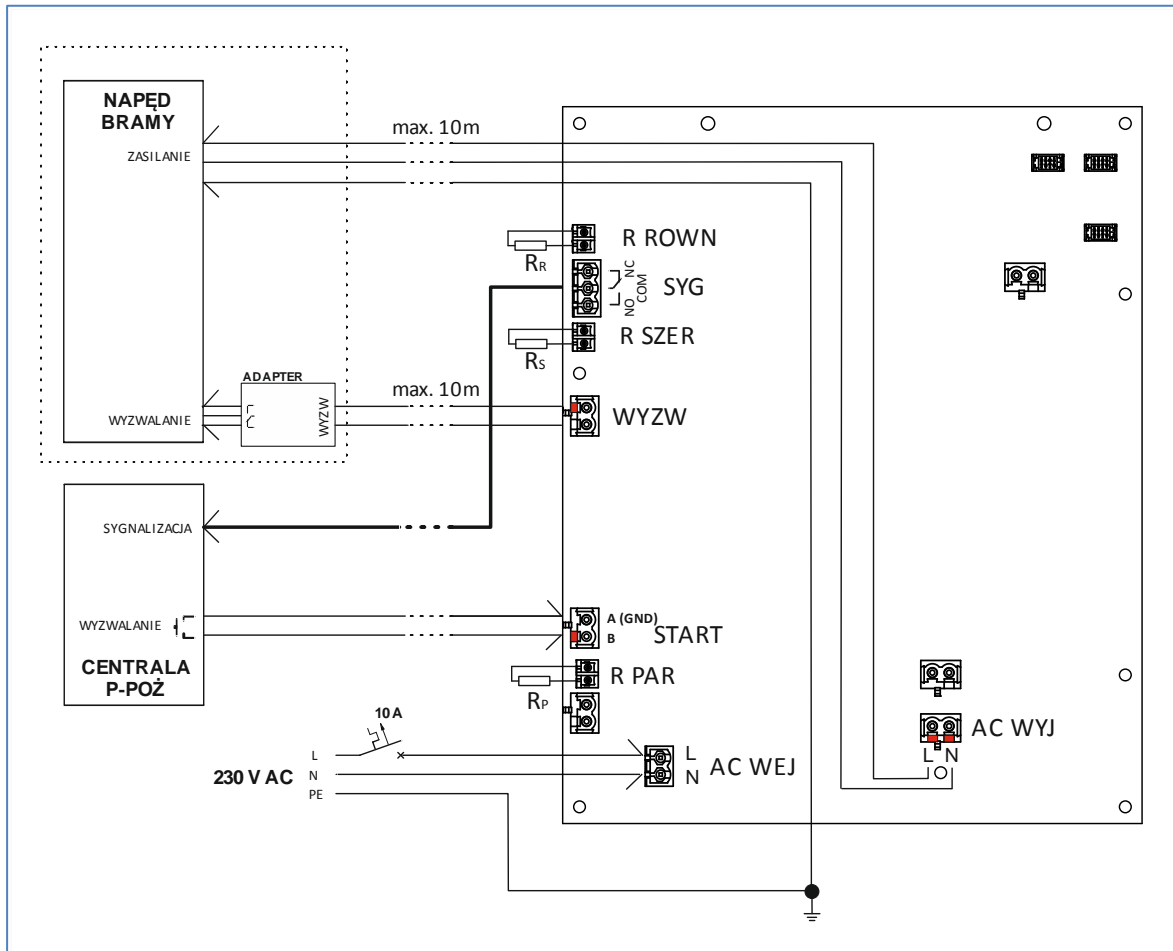 NAPĘD
BRAMY
ZASILANIE
max. 10m
R ROWN
RR
NC
COM
NO
SYG
R SZER
RS
ADAPTER
max. 10m
WYZWALANIE
WYZW
WYZW
SYGNALIZACJA
WYZWALANIE
A (GND)
B
START
CENTRALA
P-POŻ
R PAR
RP
10 A
AC WYJ
L N
L
230 V AC
N
PE
L
N
AC WEJ